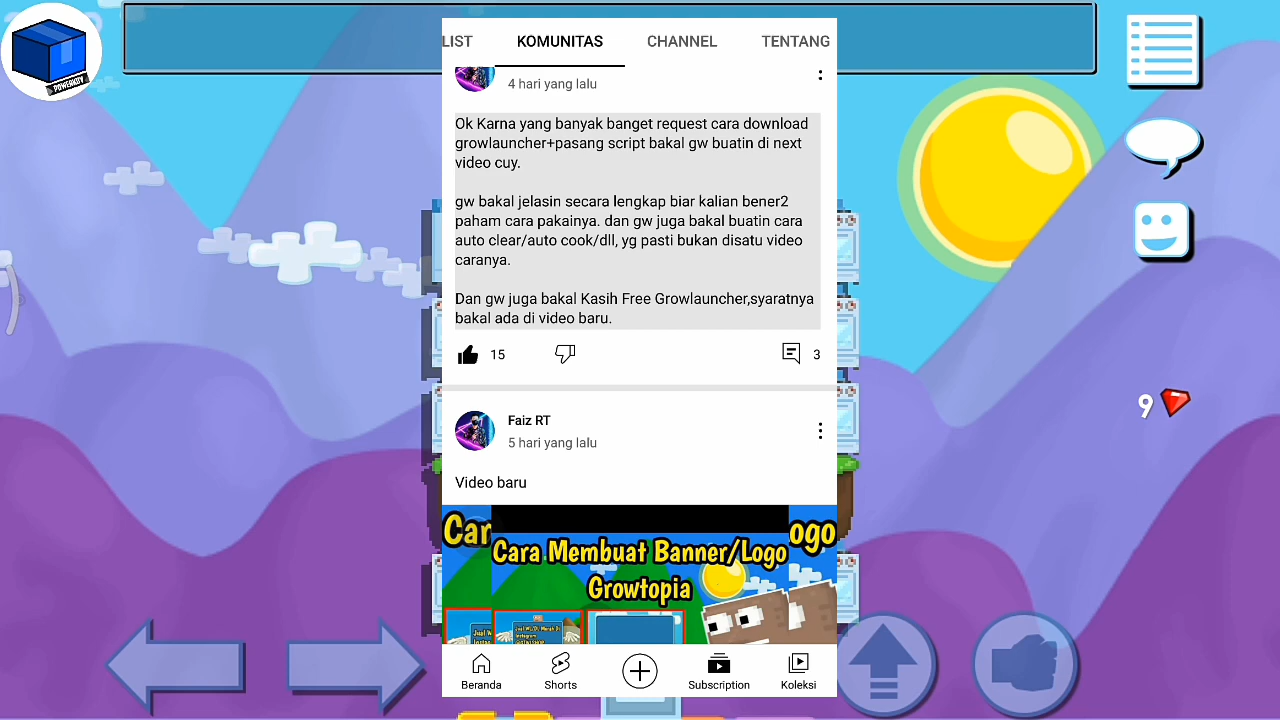 POWERKUY
LIST KOMUNITAS CHANNEL TENTANG
4 hari yang lalu
Ok Karna yang banyak banget request cara download
growlauncher+pasang script bakal gw buatin di next
video cuy.
gw bakal jelasin secara lengkap biar kalian bener2
paham cara pakainya. dan gw juga bakal buatin cara
auto clear/auto cook/dll, yg pasti bukan disatu video
caranya.
Dan gw juga bakal Kasih Free Growlauncher,syaratnya
bakal ada di video baru.
15 3
Faiz RT
5 hari yang lalu
Video baru
Car ogo
Cara Membuat Banner/Logo
Growtopia
9
Beranda Shorts Subscription Koleksi